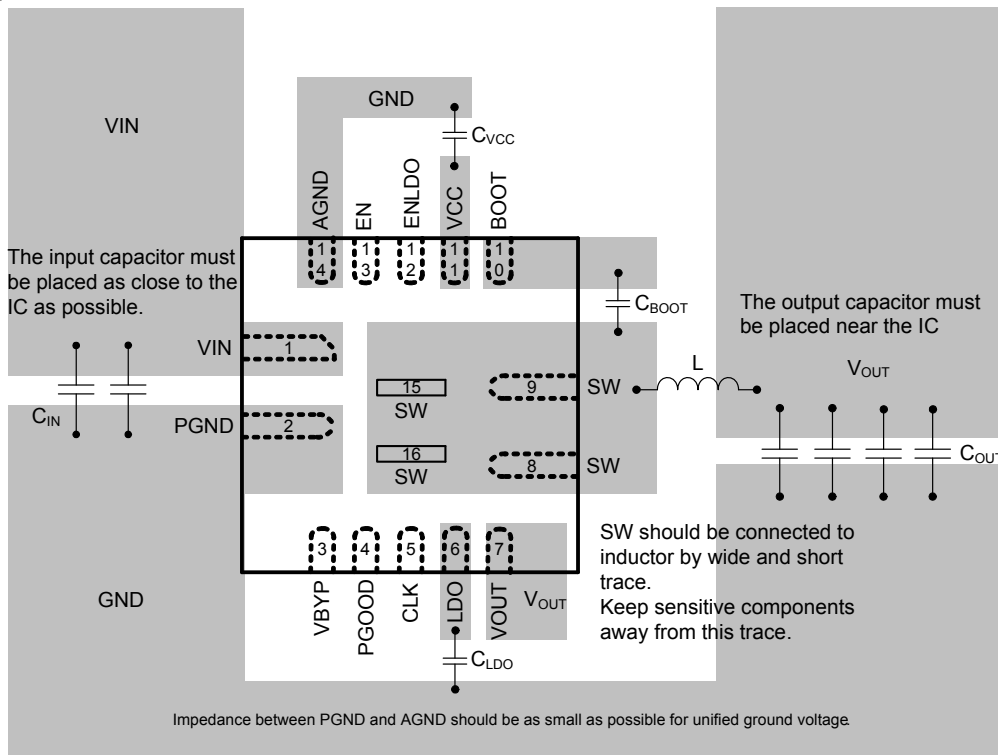 VIN
GND
CVCC
AGND
EN
ENLDO
VCC
BOOT
14
13
12
11
10
The input capacitor must
be placed as close to the
IC as possible.
CBOOT
The output capacitor must
be placed near the IC
VIN
1
15
SW
9
SW
L
VOUT
CIN
PGND
2
16
SW
8
SW
COUT
3
4
5
6
7
VBYP
PGOOD
CLK
LDO
VOUT
VOUT
SW should be connected to
inductor by wide and short
trace.
Keep sensitive components
away from this trace.
GND
CLDO
Impedance between PGND and AGND should be as small as possible for unified ground voltage.